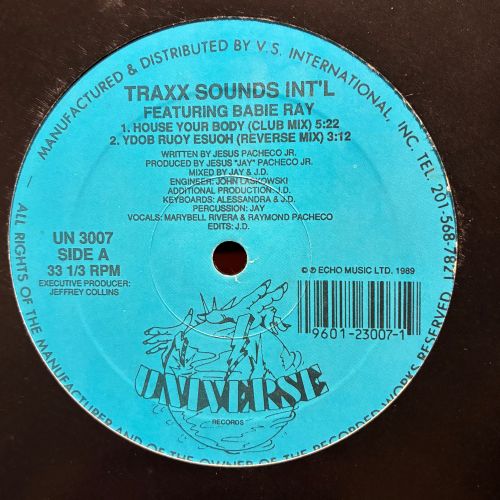 MANUFACTURED & DISTRIBUTED BY V.S. INTERNATIONAL, INC. TEL. 201-568-7821
TRAXX SOUNDS INT'L
FEATURING BABIE RAY
1. HOUSE YOUR BODY (CLUB MIX) 5:22
2. YDOB RUOY ESUOH (REVERSE MIX) 3:12
WRITTEN BY JESUS PACHECO JR.
PRODUCED BY JESUS "JAY" PACHECO JR.
MIXED BY JAY & J.D.
ENGINEER: JOHN LASKOWSKI
ADDITIONAL PRODUCTION: J.D.
KEYBOARDS: ALESSANDRA & J.D.
PERCUSSION: JAY
VOCALS: MARYBELL RIVERA & RAYMOND PACHECO
EDITS: J.D.
UN 3007
SIDE A
33 1/3 RPM
EXECUTIVE PRODUCER:
JEFFREY COLLINS
© ℗ ECHO MUSIC LTD. 1989
9601-23007-1
UNIVERSE
RECORDS
ALL RIGHTS OF THE MANUFACTURER AND OF THE OWNER OF THE RECORDED WORKS RESERVED